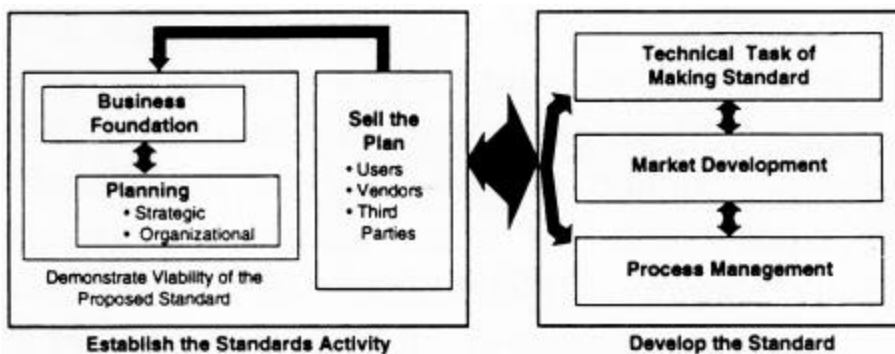 Business
Foundation
Planning
• Strategic
• Organizational
Demonstrate Viability of the
Proposed Standard
Sell the
Plan
• Users
• Vendors
• Third
Parties
Establish the Standards Activity
Technical Task of
Making Standard
Market Development
Process Management
Develop the Standard